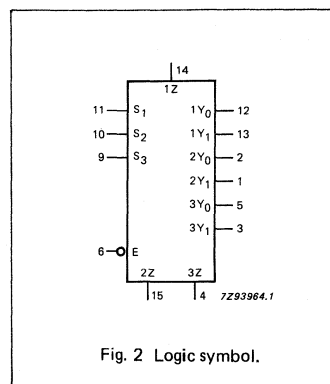 14
1Z
11 S1 1Y0 12
10 S2 1Y1 13
9 S3 2Y0 2
2Y1 1
3Y0 5
3Y1 3
6 E
2Z 3Z
15 4 7Z93964.1
Fig. 2 Logic symbol.